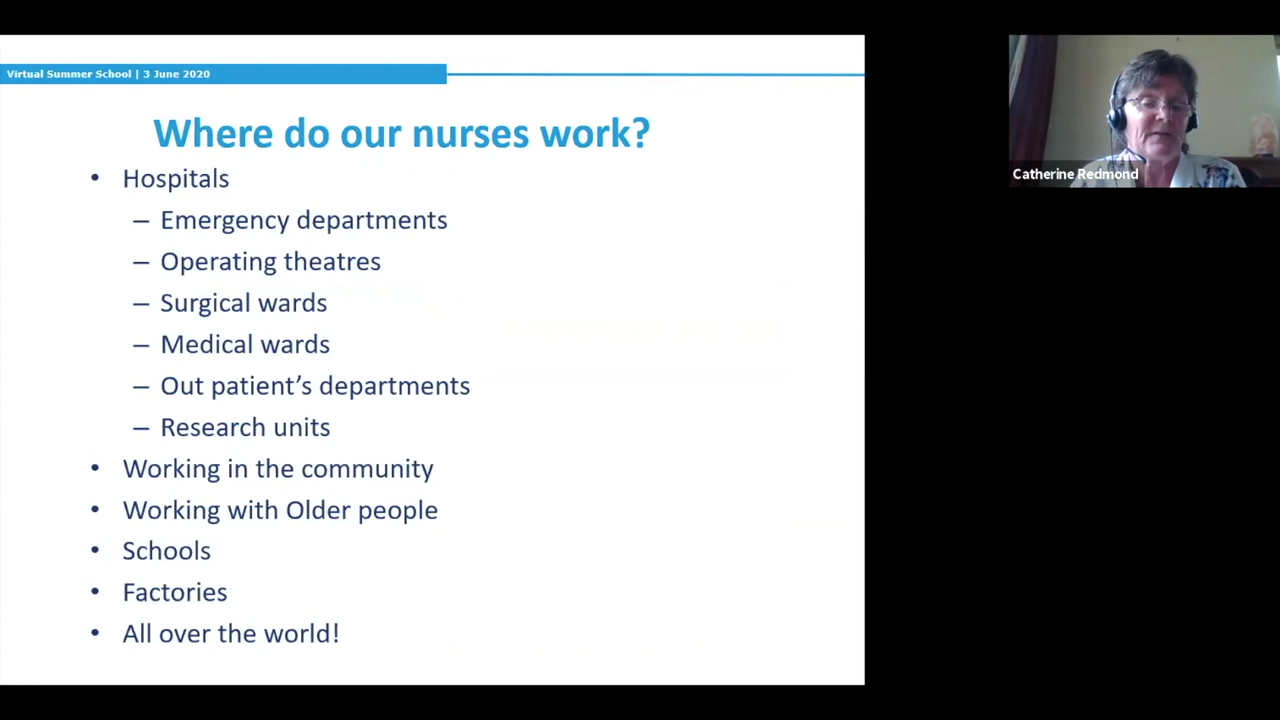 Virtual Summer School | 3 June 2020
Where do our nurses work?
• Hospitals
– Emergency departments
– Operating theatres
– Surgical wards
– Medical wards
– Out patient’s departments
– Research units
• Working in the community
• Working with Older people
• Schools
• Factories
• All over the world!
Catherine Redmond